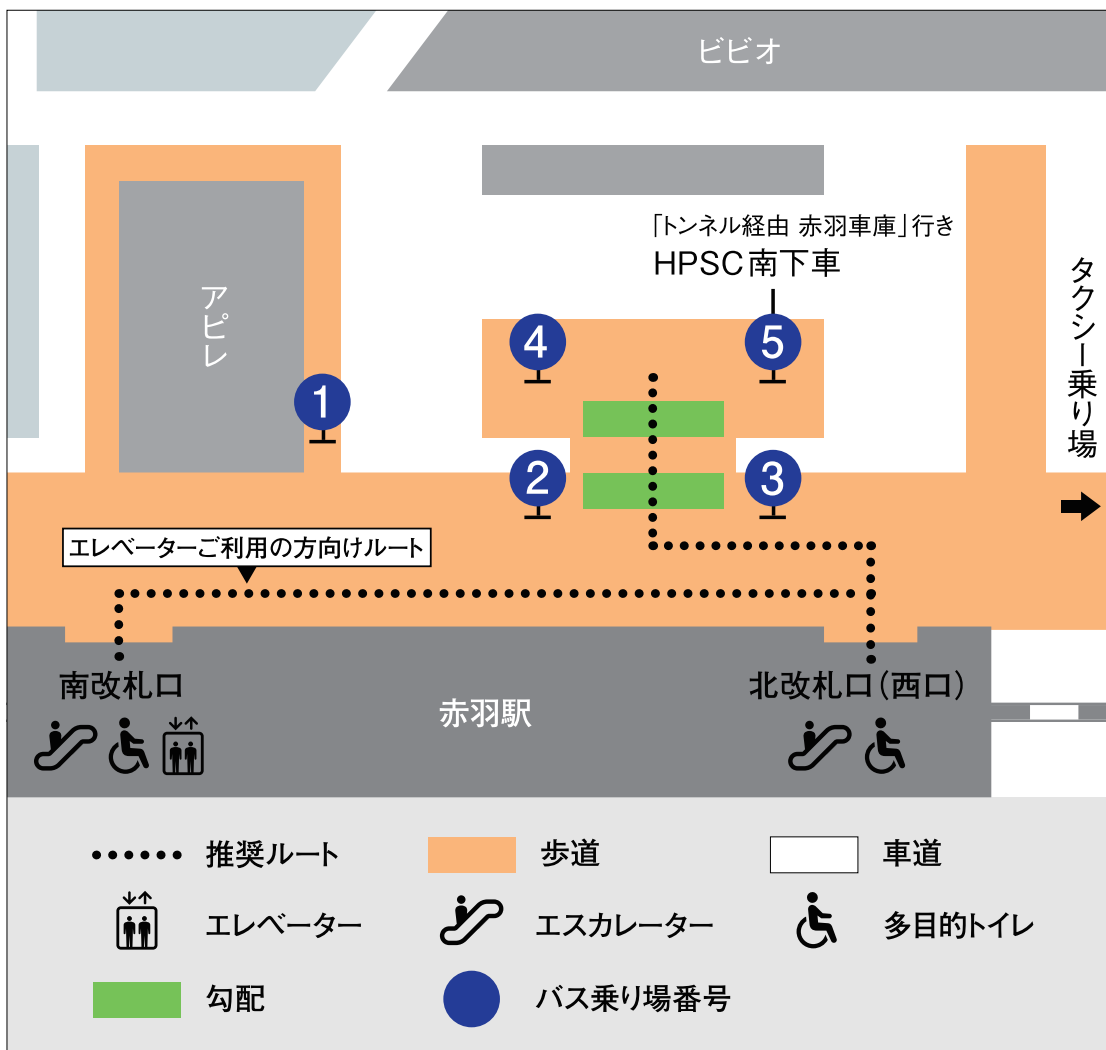 ビビオ
「トンネル経由 赤羽車庫」行き
HPSC南下車
タクシー乗り場
アピレ
4
5
1
2
3
エレベーターご利用の方向けルート
南改札口
赤羽駅
北改札口(西口)
推奨ルート
歩道
車道
エレベーター
エスカレーター
多目的トイレ
勾配
バス乗り場番号